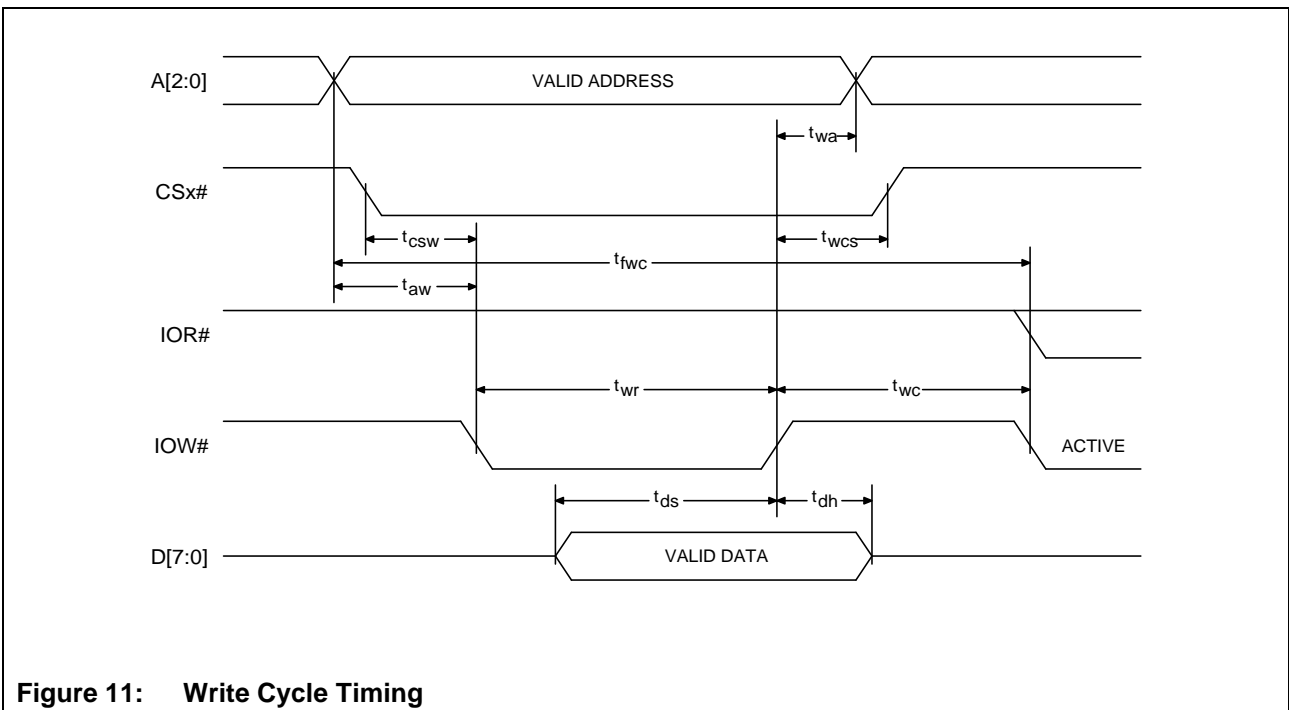 A[2:0]
VALID ADDRESS
twa
CSx#
tcsw
twcs
tfwc
taw
IOR#
twr
twc
IOW#
ACTIVE
tds
tdh
D[7:0]
VALID DATA
Figure 11: Write Cycle Timing